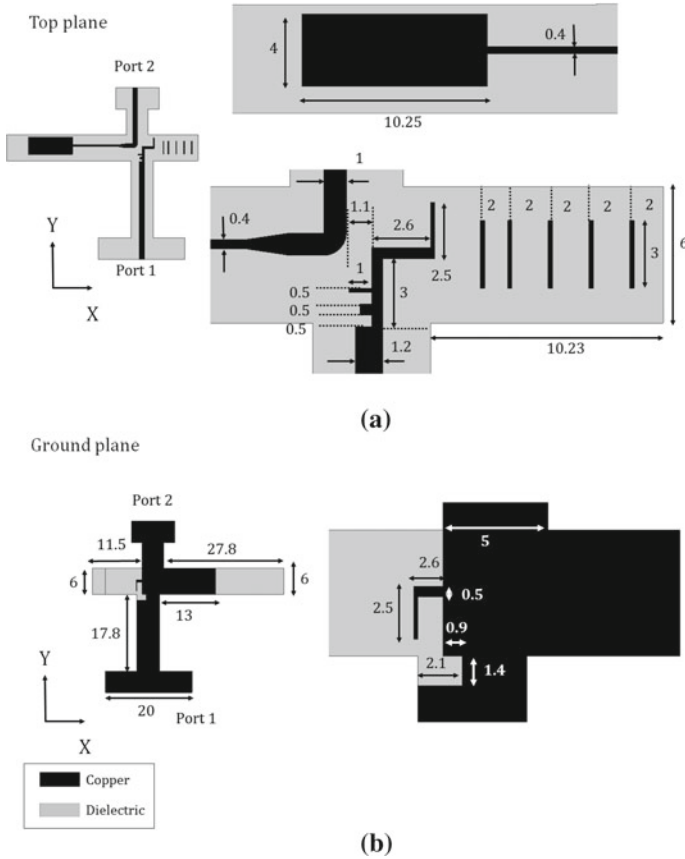 Top plane
Port 2
Y
X
Port 1
4
10.25
0.4
1
0.4
1.1
2.6
1
0.5
0.5
0.5
3
2.5
1.2
2
2
2
2
2
3
6
10.23
(a)
Ground plane
Port 2
11.5
27.8
6
6
13
17.8
20
Port 1
Y
X
5
2.6
2.5
0.5
0.9
2.1
1.4
Copper
Dielectric
(b)